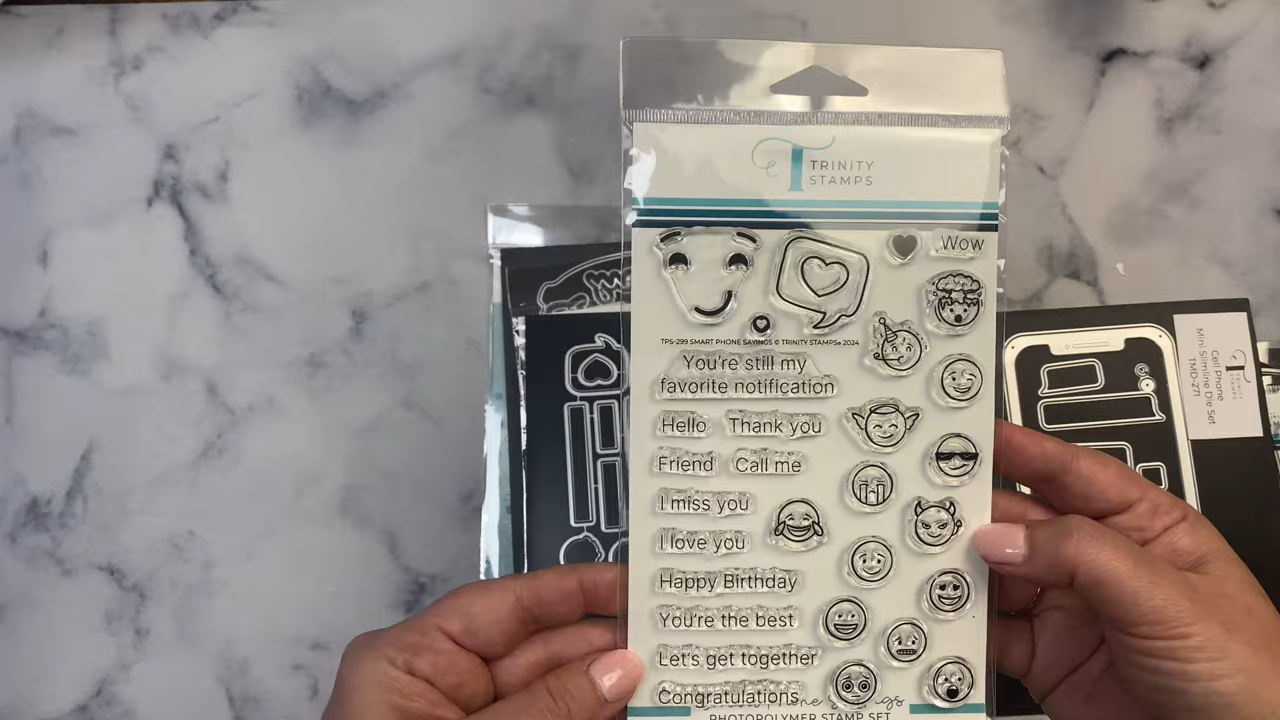 TRINITY
STAMPS
Wow
TPS-299 SMART PHONE SAYINGS © TRINITY STAMPS® 2024
You're still my
favorite notification
Hello
Thank you
Friend
Call me
I miss you
I love you
Happy Birthday
You're the best
Let's get together
Congratulations
PHOTOPOLYMER STAMP SET
TRINITY
STAMPS
Cell Phone
Mini Slimline Die Set
TMD-271